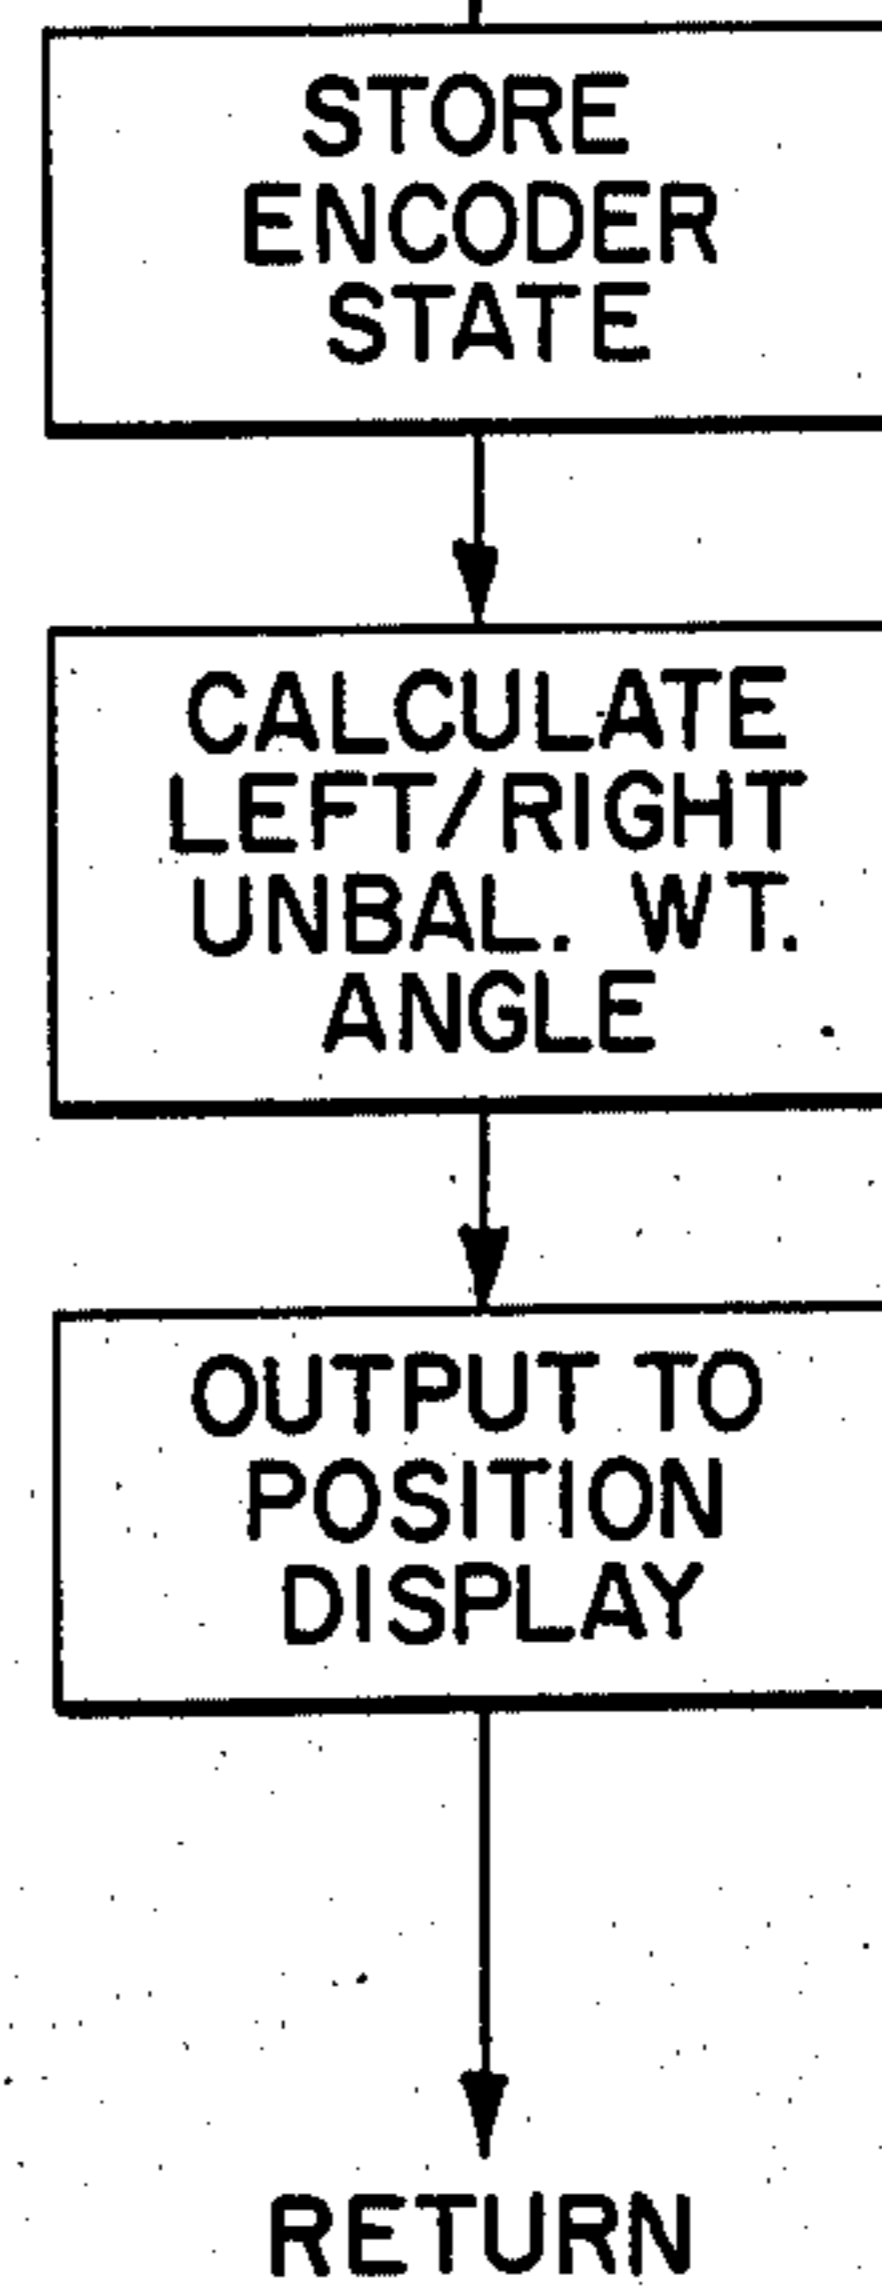 STORE
ENCODER
STATE
CALCULATE
LEFT/RIGHT
UNBAL. WT.
ANGLE
OUTPUT TO
POSITION
DISPLAY
RETURN